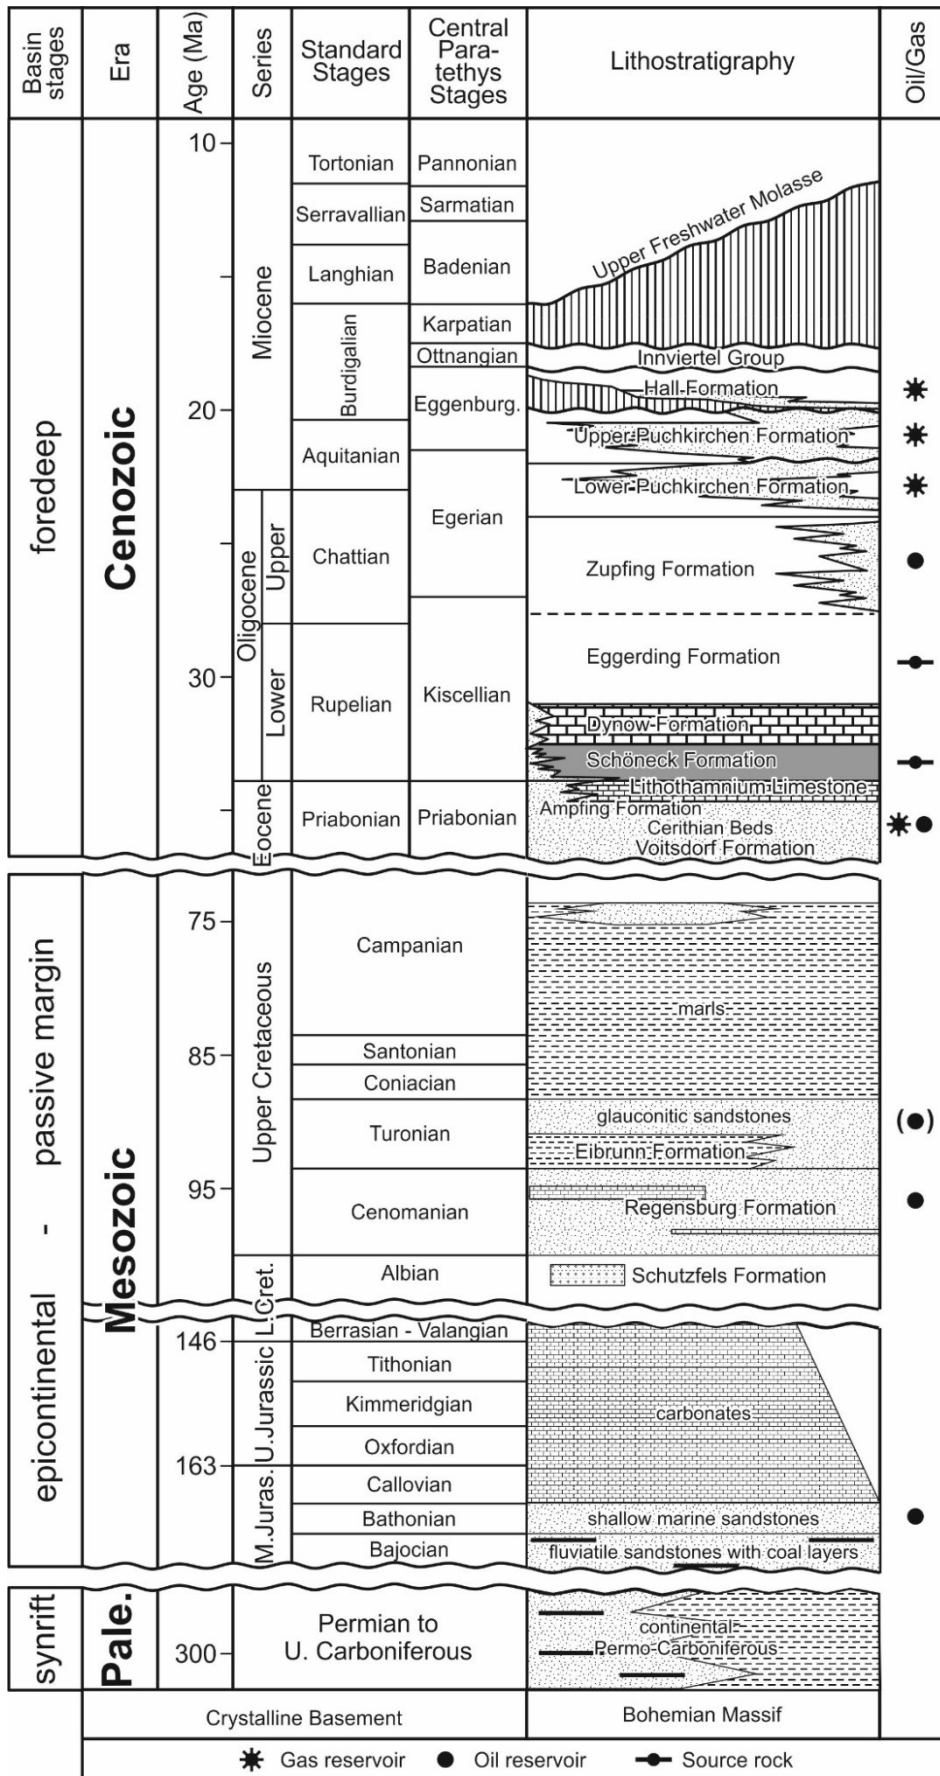 Basin stages
Era
Age (Ma)
Series
Standard Stages
Central Para-tethys Stages
Lithostratigraphy
Oil/Gas
foredeep
Cenozoic
10
20
30
Miocene
Oligocene
Upper
Lower
Eocene
Tortonian
Serravallian
Langhian
Burdigalian
Aquitanian
Chattian
Rupelian
Priabonian
Pannonian
Sarmatian
Badenian
Karpatian
Ottnangian
Eggenburg.
Egerian
Kiscellian
Priabonian
Upper Freshwater Molasse
Innviertel Group
Hall Formation
Upper Puchkirchen Formation
Lower Puchkirchen Formation
Zupfing Formation
Eggerding Formation
Dynow Formation
Schöneck Formation
Lithothamnium Limestone
Ampfing Formation
Cerithian Beds
Voitsdorf Formation
epicontinental - passive margin
Mesozoic
75
85
95
146
163
Upper Cretaceous
L. Cret.
U.Jurassic
M.Juras.
Campanian
Santonian
Coniacian
Turonian
Cenomanian
Albian
Berrasian - Valangian
Tithonian
Kimmeridgian
Oxfordian
Callovian
Bathonian
Bajocian
marls
glauconitic sandstones
Eibrunn Formation
( )
Regensburg Formation
Schutzfels Formation
carbonates
shallow marine sandstones
fluviatile sandstones with coal layers
synrift
Pale.
300
Permian to
U. Carboniferous
continental
Permo-Carboniferous
Crystalline Basement
Bohemian Massif
Gas reservoir
Oil reservoir
Source rock